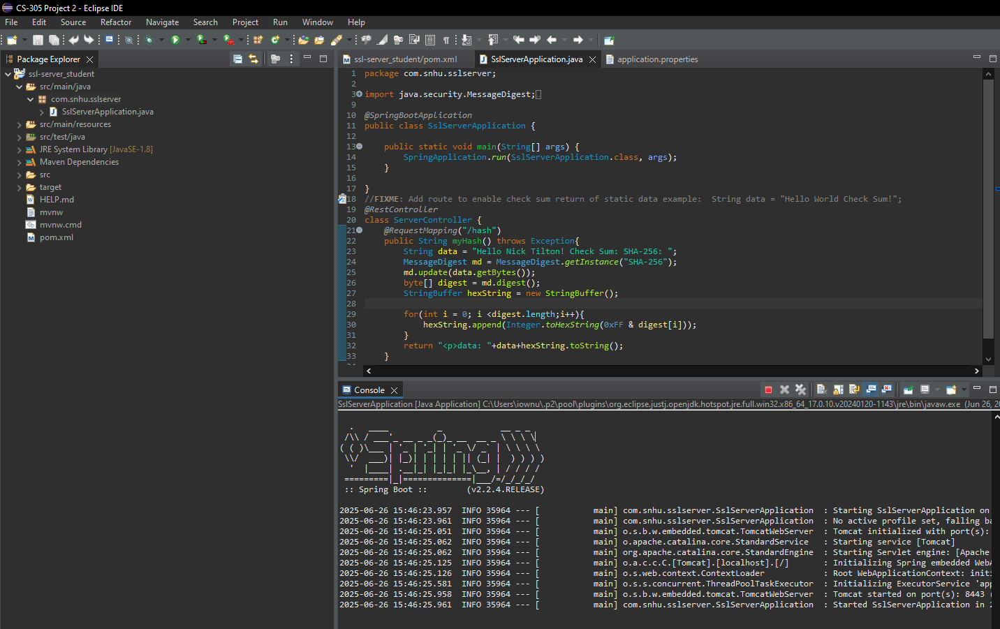 CS-305 Project 2 - Eclipse IDE
File Edit Source Refactor Navigate Search Project Run Window Help
Package Explorer
ssl-server_student
src/main/java
com.snhu.sslserver
SslServerApplication.java
src/main/resources
src/test/java
JRE System Library [JavaSE-1.8]
Maven Dependencies
src
target
HELP.md
mvnw
mvnw.cmd
pom.xml
ssl-server_student/pom.xml SslServerApplication.java application.properties
1 package com.snhu.sslserver;
2
3 import java.security.MessageDigest;
9
10 @SpringBootApplication
11 public class SslServerApplication {
12
13 public static void main(String[] args) {
14 SpringApplication.run(SslServerApplication.class, args);
15 }
16
17 }
18 //FIXME: Add route to enable check sum return of static data example:  String data = "Hello World Check Sum!";
19 @RestController
20 class ServerController {
21 @RequestMapping("/hash")
22 public String myHash() throws Exception{
23 String data = "Hello Nick Tilton! Check Sum: SHA-256: ";
24 MessageDigest md = MessageDigest.getInstance("SHA-256");
25 md.update(data.getBytes());
26 byte[] digest = md.digest();
27 StringBuffer hexString = new StringBuffer();
28
29 for(int i = 0; i <digest.length;i++){
30 hexString.append(Integer.toHexString(0xFF & digest[i]));
31 }
32 return "<p>data: "+data+hexString.toString();
33 }
Console
SslServerApplication [Java Application] C:\Users\iownu\.p2\pool\plugins\org.eclipse.justj.openjdk.hotspot.jre.full.win32.x86_64_17.0.10.v20240120-1143\jre\bin\javaw.exe (Jun 26, 20
Spring
:: Spring Boot :: (v2.2.4.RELEASE)
2025-06-26 15:46:23.957  INFO 35964 --- [           main] com.snhu.sslserver.SslServerApplication  : Starting SslServerApplication on
2025-06-26 15:46:23.961  INFO 35964 --- [           main] com.snhu.sslserver.SslServerApplication  : No active profile set, falling ba
2025-06-26 15:46:25.051  INFO 35964 --- [           main] o.s.b.w.embedded.tomcat.TomcatWebServer  : Tomcat initialized with port(s):
2025-06-26 15:46:25.062  INFO 35964 --- [           main] o.apache.catalina.core.StandardService   : Starting service [Tomcat]
2025-06-26 15:46:25.062  INFO 35964 --- [           main] org.apache.catalina.core.StandardEngine  : Starting Servlet engine: [Apache
2025-06-26 15:46:25.125  INFO 35964 --- [           main] o.a.c.c.C.[Tomcat].[localhost].[/]       : Initializing Spring embedded WebA
2025-06-26 15:46:25.126  INFO 35964 --- [           main] o.s.web.context.ContextLoader            : Root WebApplicationContext: initi
2025-06-26 15:46:25.581  INFO 35964 --- [           main] o.s.s.concurrent.ThreadPoolTaskExecutor  : Initializing ExecutorService 'app
2025-06-26 15:46:25.958  INFO 35964 --- [           main] o.s.b.w.embedded.tomcat.TomcatWebServer  : Tomcat started on port(s): 8443 (
2025-06-26 15:46:25.961  INFO 35964 --- [           main] com.snhu.sslserver.SslServerApplication  : Started SslServerApplication in 2